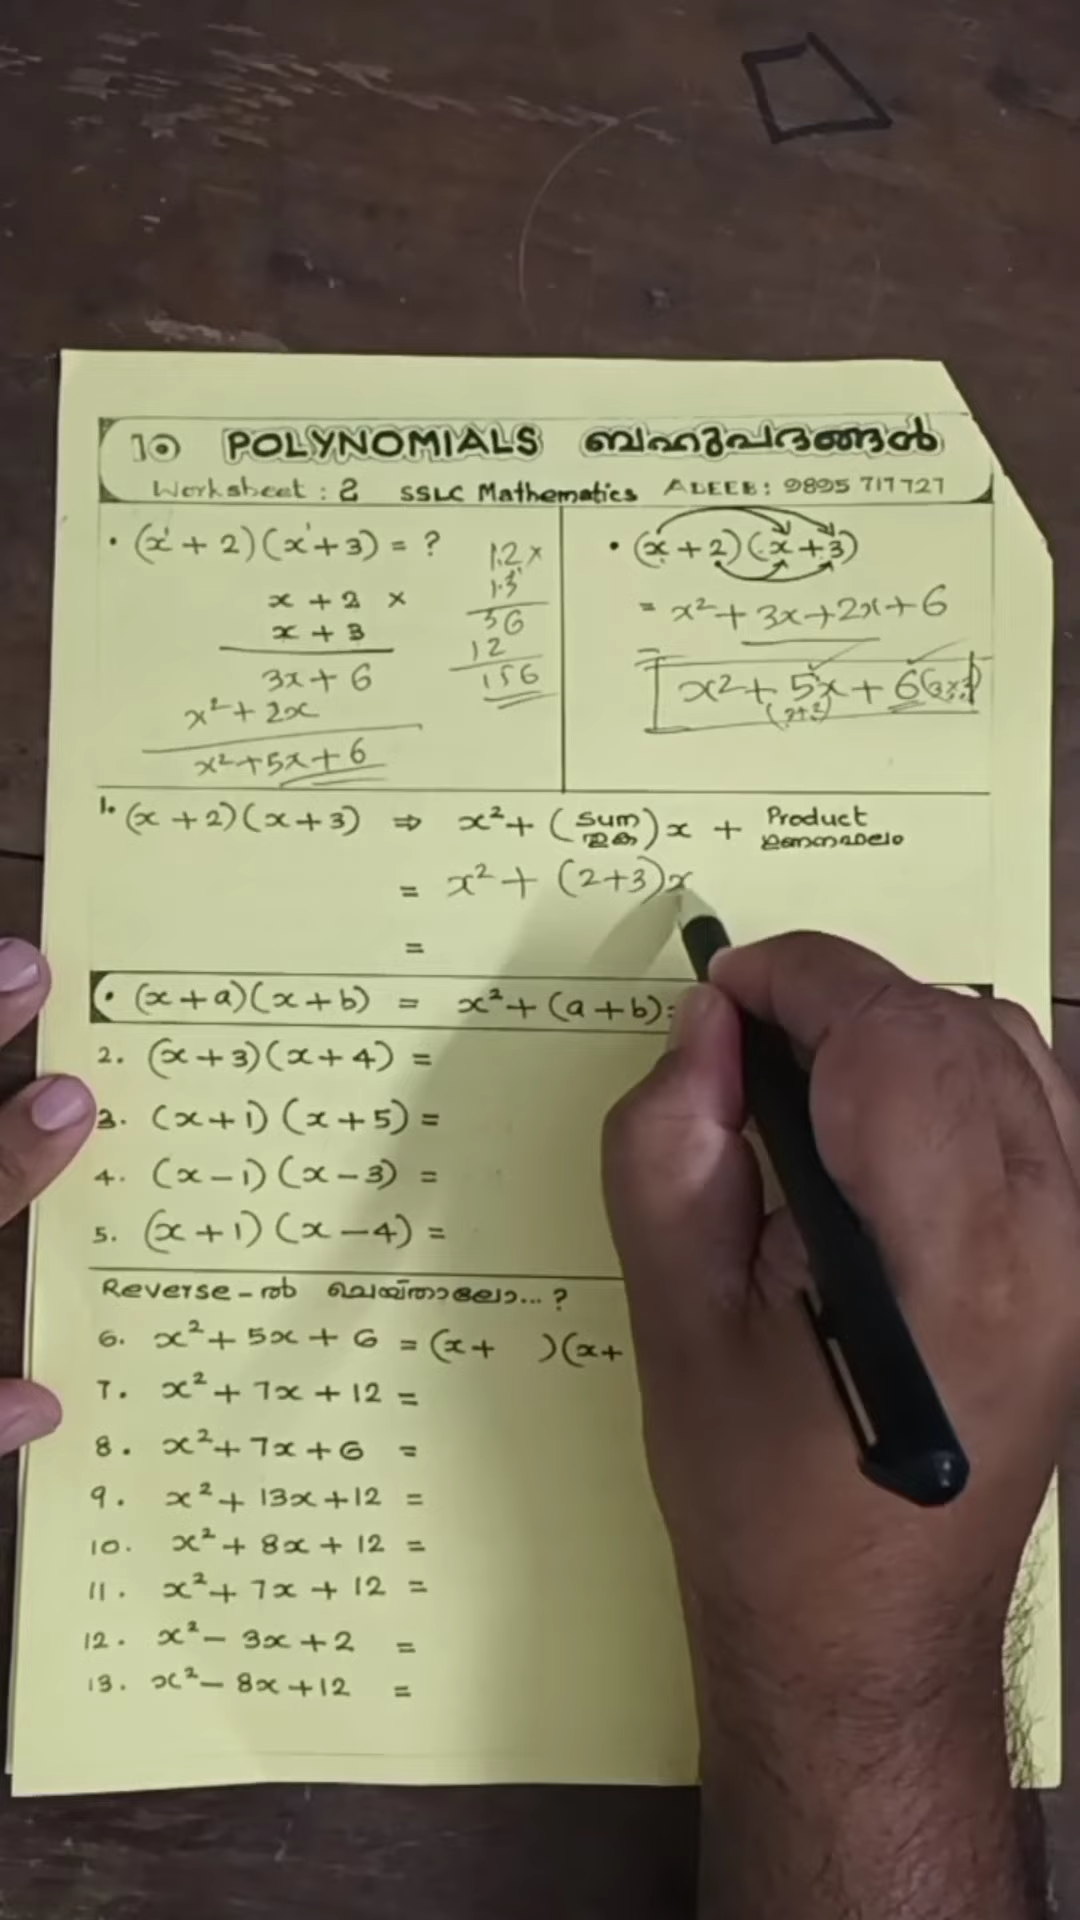 10 POLYNOMIALS ബഹുപദങ്ങൾ
Worksheet : 2 SSLC Mathematics ADEEB: 9895 717727
• (x + 2)(x + 3) = ?
x + 2 ×
x + 3
3x + 6
x² + 2x
x² + 5x + 6
12 ×
13
36
12
156
• (x + 2)(x + 3)
= x² + 3x + 2x + 6
= x² + 5x + 6
1. (x + 2)(x + 3) ⇒ x² + (Sum തുക)x + Product ഗുണനഫലം
= x² + (2+3)x
=
• (x + a)(x + b) = x² + (a + b)
2. (x + 3)(x + 4) =
3. (x + 1)(x + 5) =
4. (x – 1)(x – 3) =
5. (x + 1)(x – 4) =
Reverse-ൽ ചെയ്താലോ...?
6. x² + 5x + 6 = (x + )(x +
7. x² + 7x + 12 =
8. x² + 7x + 6 =
9. x² + 13x + 12 =
10. x² + 8x + 12 =
11. x² + 7x + 12 =
12. x² – 3x + 2 =
13. x² – 8x + 12 =